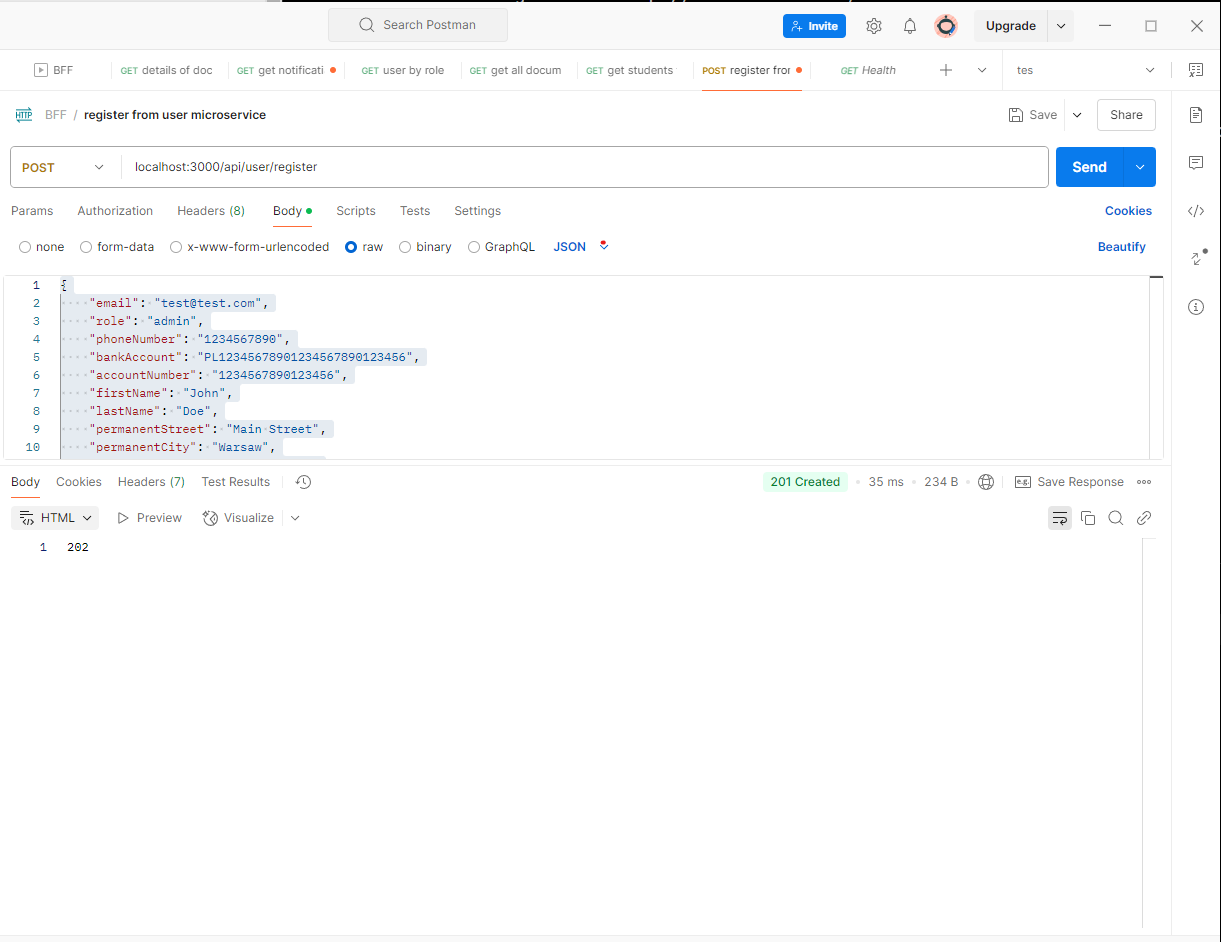 Search Postman
Invite
Upgrade
BFF
GET details of doc
GET get notificati
GET user by role
GET get all docum
GET get students
POST register fror
GET Health
tes
HTTP BFF / register from user microservice
Save
Share
POST
localhost:3000/api/user/register
Send
Params Authorization Headers (8) Body Scripts Tests Settings
Cookies
none form-data x-www-form-urlencoded raw binary GraphQL JSON
Beautify
1 {
2 "email": "test@test.com",
3 "role": "admin",
4 "phoneNumber": "1234567890",
5 "bankAccount": "PL12345678901234567890123456",
6 "accountNumber": "1234567890123456",
7 "firstName": "John",
8 "lastName": "Doe",
9 "permanentStreet": "Main Street",
10 "permanentCity": "Warsaw",
Body Cookies Headers (7) Test Results
201 Created • 35 ms • 234 B
e.g. Save Response
HTML Preview Visualize
1 202